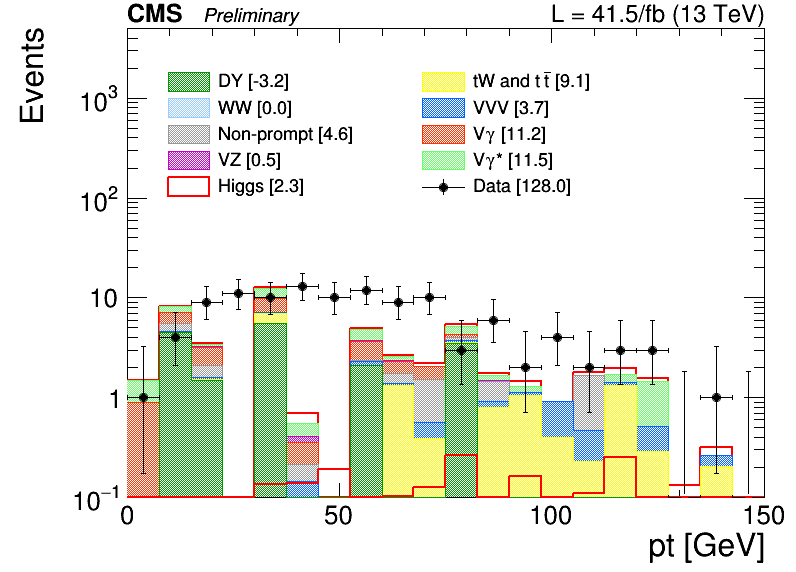 CMS Preliminary L = 41.5/fb (13 TeV)
Events
DY [-3.2]
tW and t t̄ [9.1]
WW [0.0]
VVV [3.7]
Non-prompt [4.6]
Vγ [11.2]
VZ [0.5]
Vγ* [11.5]
Higgs [2.3]
Data [128.0]
10³
10²
10
1
10⁻¹
0 50 100 150
pt [GeV]